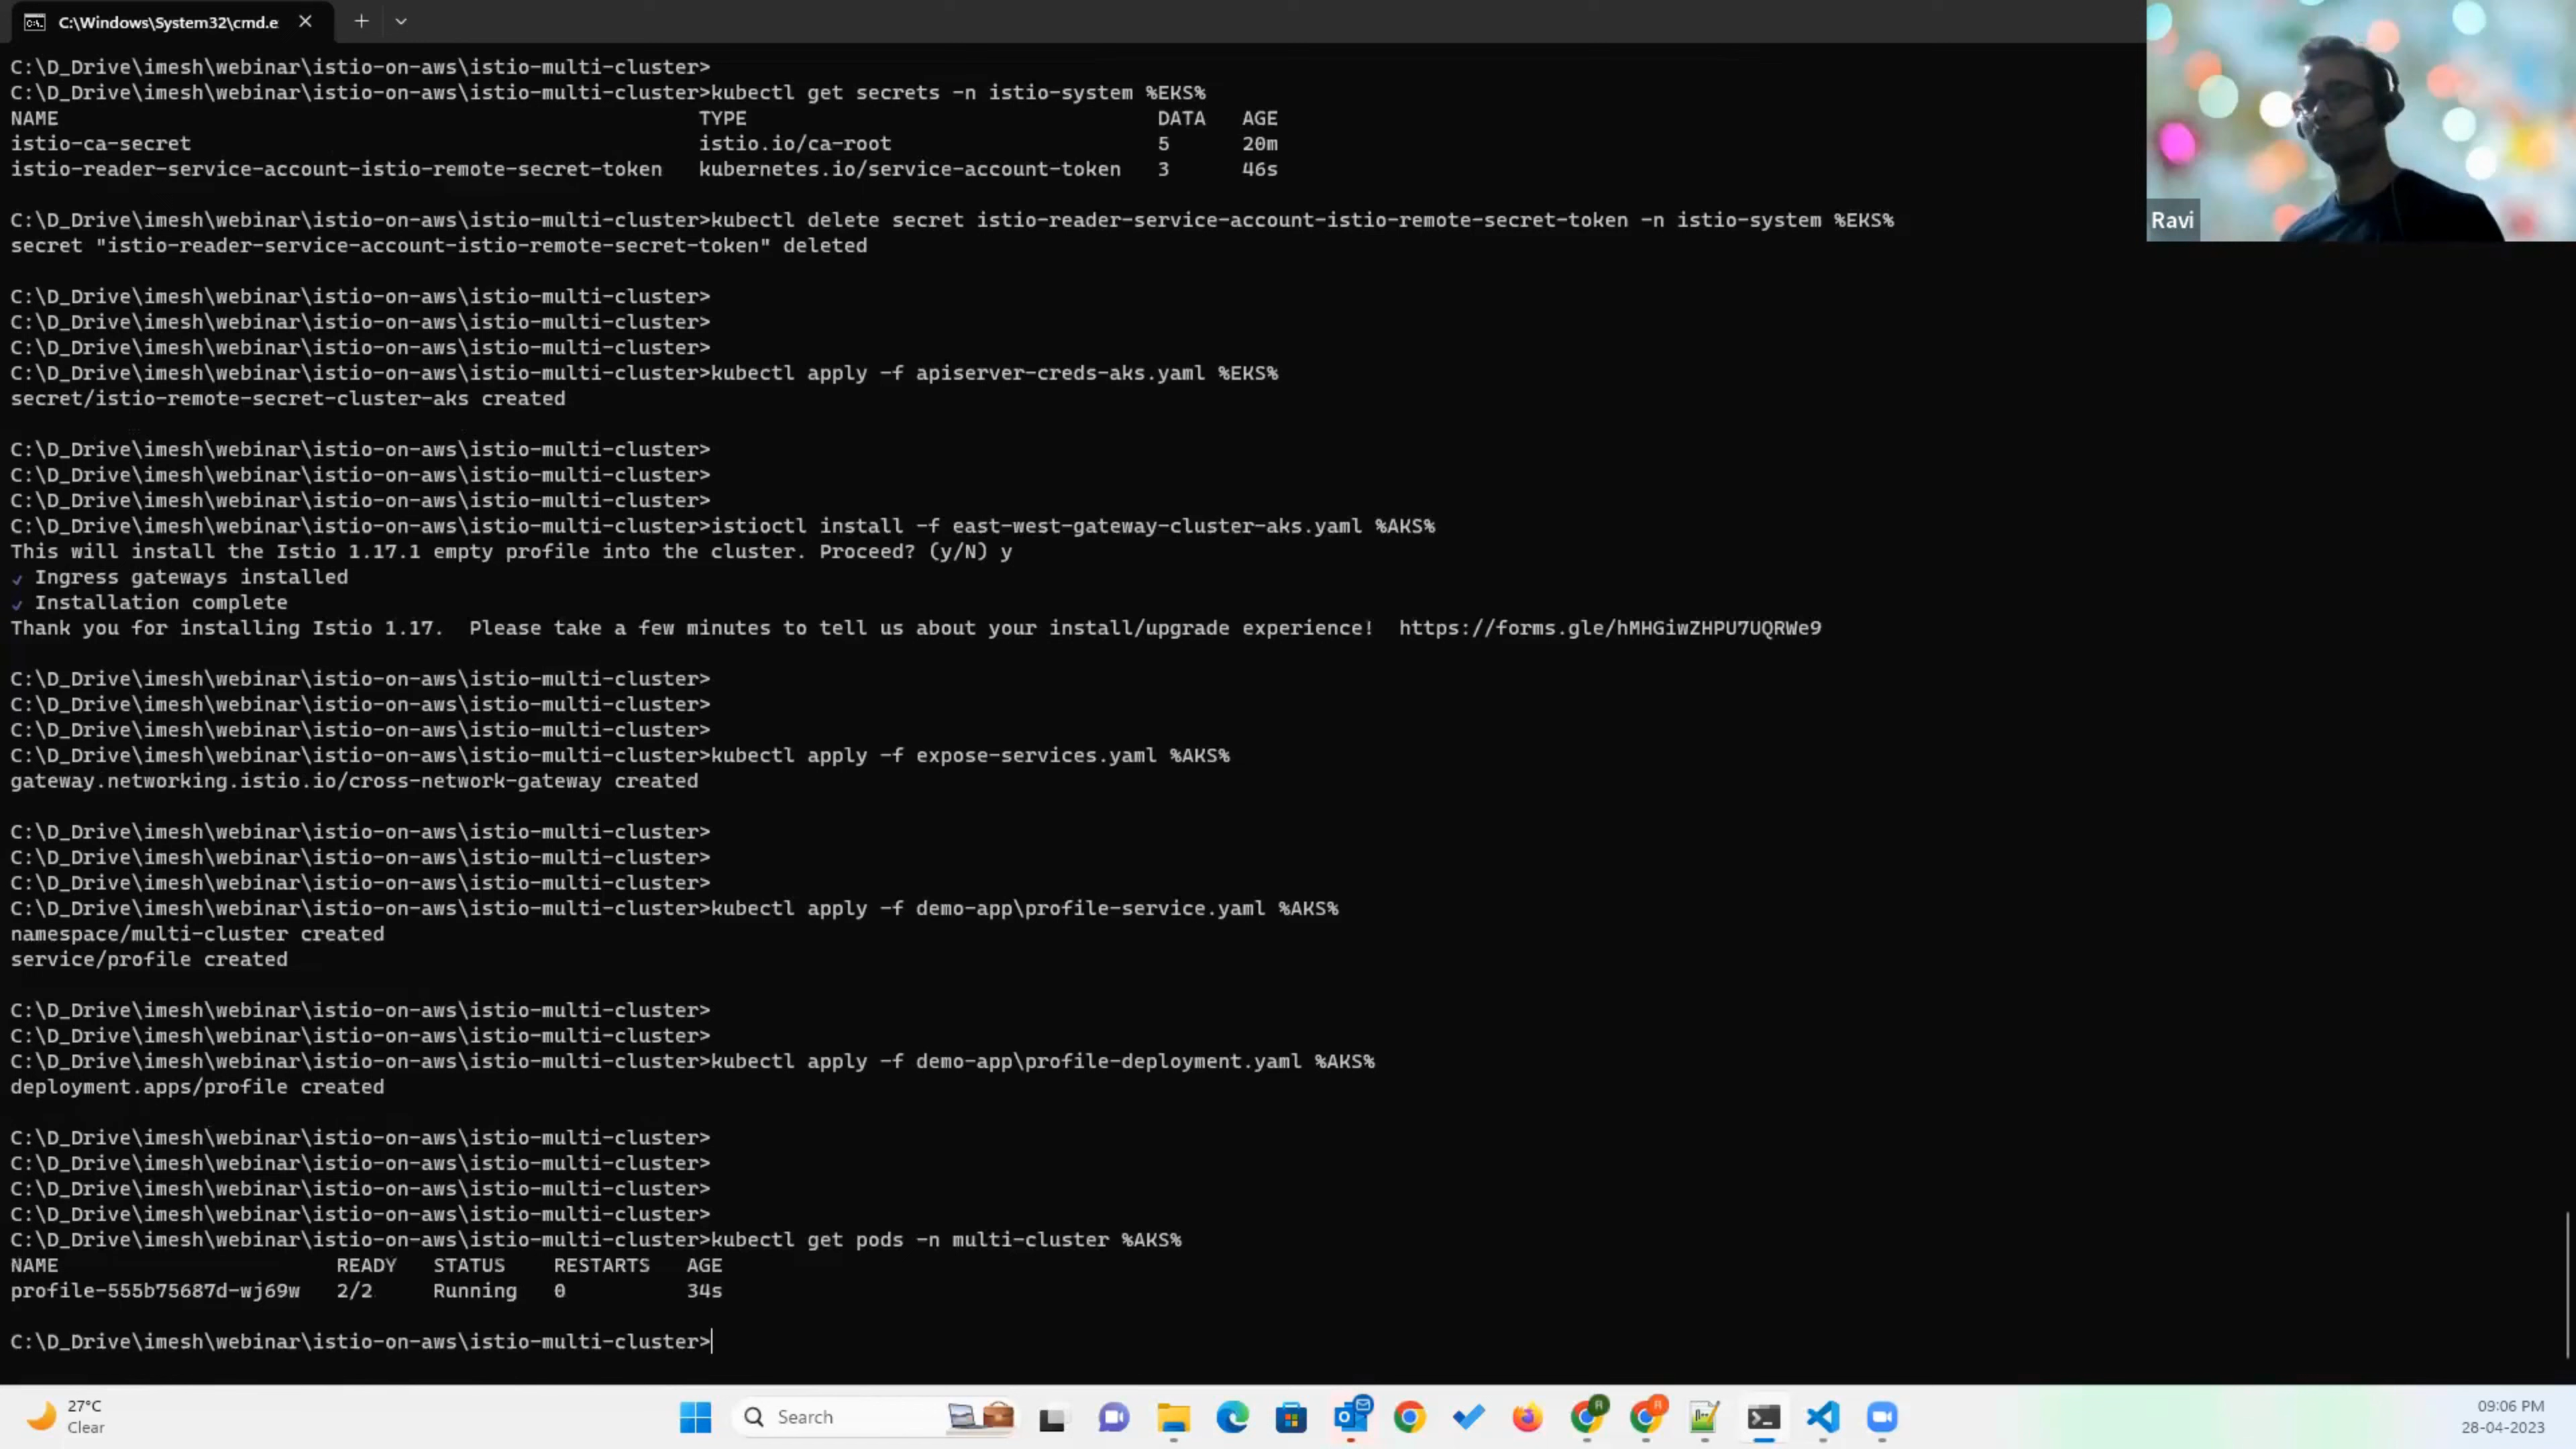 C:\Windows\System32\cmd.e
Ravi
C:\D_Drive\imesh\webinar\istio-on-aws\istio-multi-cluster>
C:\D_Drive\imesh\webinar\istio-on-aws\istio-multi-cluster>kubectl get secrets -n istio-system %EKS%
NAME TYPE DATA AGE
istio-ca-secret istio.io/ca-root 5 20m
istio-reader-service-account-istio-remote-secret-token kubernetes.io/service-account-token 3 46s
C:\D_Drive\imesh\webinar\istio-on-aws\istio-multi-cluster>kubectl delete secret istio-reader-service-account-istio-remote-secret-token -n istio-system %EKS%
secret "istio-reader-service-account-istio-remote-secret-token" deleted
C:\D_Drive\imesh\webinar\istio-on-aws\istio-multi-cluster>
C:\D_Drive\imesh\webinar\istio-on-aws\istio-multi-cluster>
C:\D_Drive\imesh\webinar\istio-on-aws\istio-multi-cluster>
C:\D_Drive\imesh\webinar\istio-on-aws\istio-multi-cluster>kubectl apply -f apiserver-creds-aks.yaml %EKS%
secret/istio-remote-secret-cluster-aks created
C:\D_Drive\imesh\webinar\istio-on-aws\istio-multi-cluster>
C:\D_Drive\imesh\webinar\istio-on-aws\istio-multi-cluster>
C:\D_Drive\imesh\webinar\istio-on-aws\istio-multi-cluster>
C:\D_Drive\imesh\webinar\istio-on-aws\istio-multi-cluster>istioctl install -f east-west-gateway-cluster-aks.yaml %AKS%
This will install the Istio 1.17.1 empty profile into the cluster. Proceed? (y/N) y
✓ Ingress gateways installed
✓ Installation complete
Thank you for installing Istio 1.17.  Please take a few minutes to tell us about your install/upgrade experience!  https://forms.gle/hMHGiwZHPU7UQRWe9
C:\D_Drive\imesh\webinar\istio-on-aws\istio-multi-cluster>
C:\D_Drive\imesh\webinar\istio-on-aws\istio-multi-cluster>
C:\D_Drive\imesh\webinar\istio-on-aws\istio-multi-cluster>
C:\D_Drive\imesh\webinar\istio-on-aws\istio-multi-cluster>kubectl apply -f expose-services.yaml %AKS%
gateway.networking.istio.io/cross-network-gateway created
C:\D_Drive\imesh\webinar\istio-on-aws\istio-multi-cluster>
C:\D_Drive\imesh\webinar\istio-on-aws\istio-multi-cluster>
C:\D_Drive\imesh\webinar\istio-on-aws\istio-multi-cluster>
C:\D_Drive\imesh\webinar\istio-on-aws\istio-multi-cluster>kubectl apply -f demo-app\profile-service.yaml %AKS%
namespace/multi-cluster created
service/profile created
C:\D_Drive\imesh\webinar\istio-on-aws\istio-multi-cluster>
C:\D_Drive\imesh\webinar\istio-on-aws\istio-multi-cluster>
C:\D_Drive\imesh\webinar\istio-on-aws\istio-multi-cluster>kubectl apply -f demo-app\profile-deployment.yaml %AKS%
deployment.apps/profile created
C:\D_Drive\imesh\webinar\istio-on-aws\istio-multi-cluster>
C:\D_Drive\imesh\webinar\istio-on-aws\istio-multi-cluster>
C:\D_Drive\imesh\webinar\istio-on-aws\istio-multi-cluster>
C:\D_Drive\imesh\webinar\istio-on-aws\istio-multi-cluster>
C:\D_Drive\imesh\webinar\istio-on-aws\istio-multi-cluster>kubectl get pods -n multi-cluster %AKS%
NAME READY STATUS RESTARTS AGE
profile-555b75687d-wj69w 2/2 Running 0 34s
C:\D_Drive\imesh\webinar\istio-on-aws\istio-multi-cluster>
27°C
Clear
Search
09:06 PM
28-04-2023